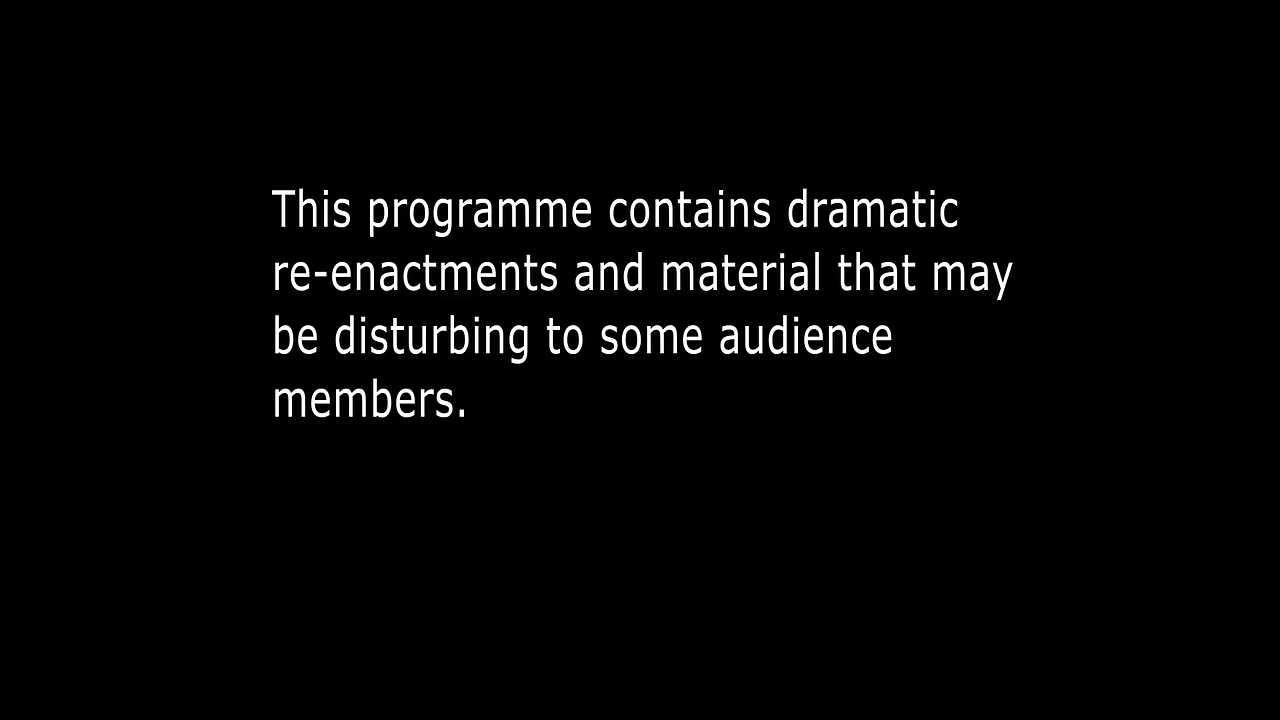 This programme contains dramatic
re-enactments and material that may
be disturbing to some audience
members.